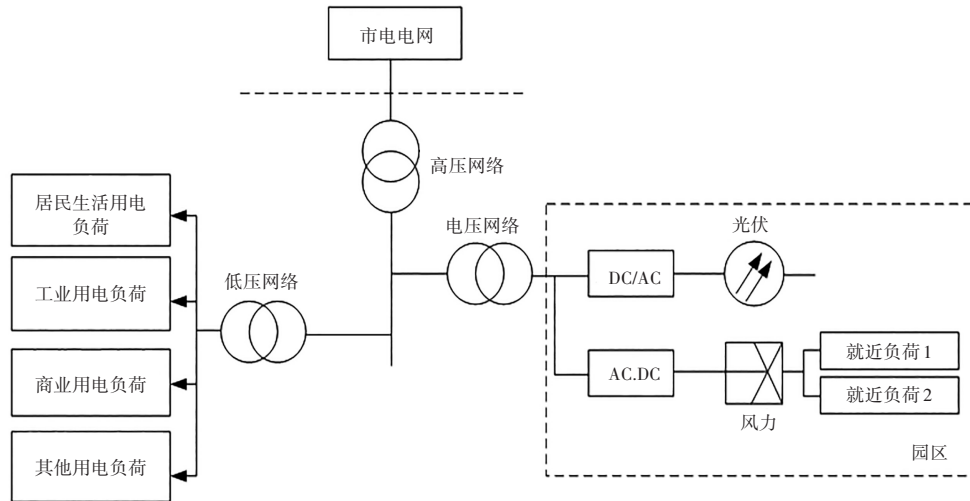 市电电网
高压网络
居民生活用电
负荷
电压网络
光伏
工业用电负荷
低压网络
DC/AC
商业用电负荷
AC.DC
就近负荷1
就近负荷2
风力
其他用电负荷
园区